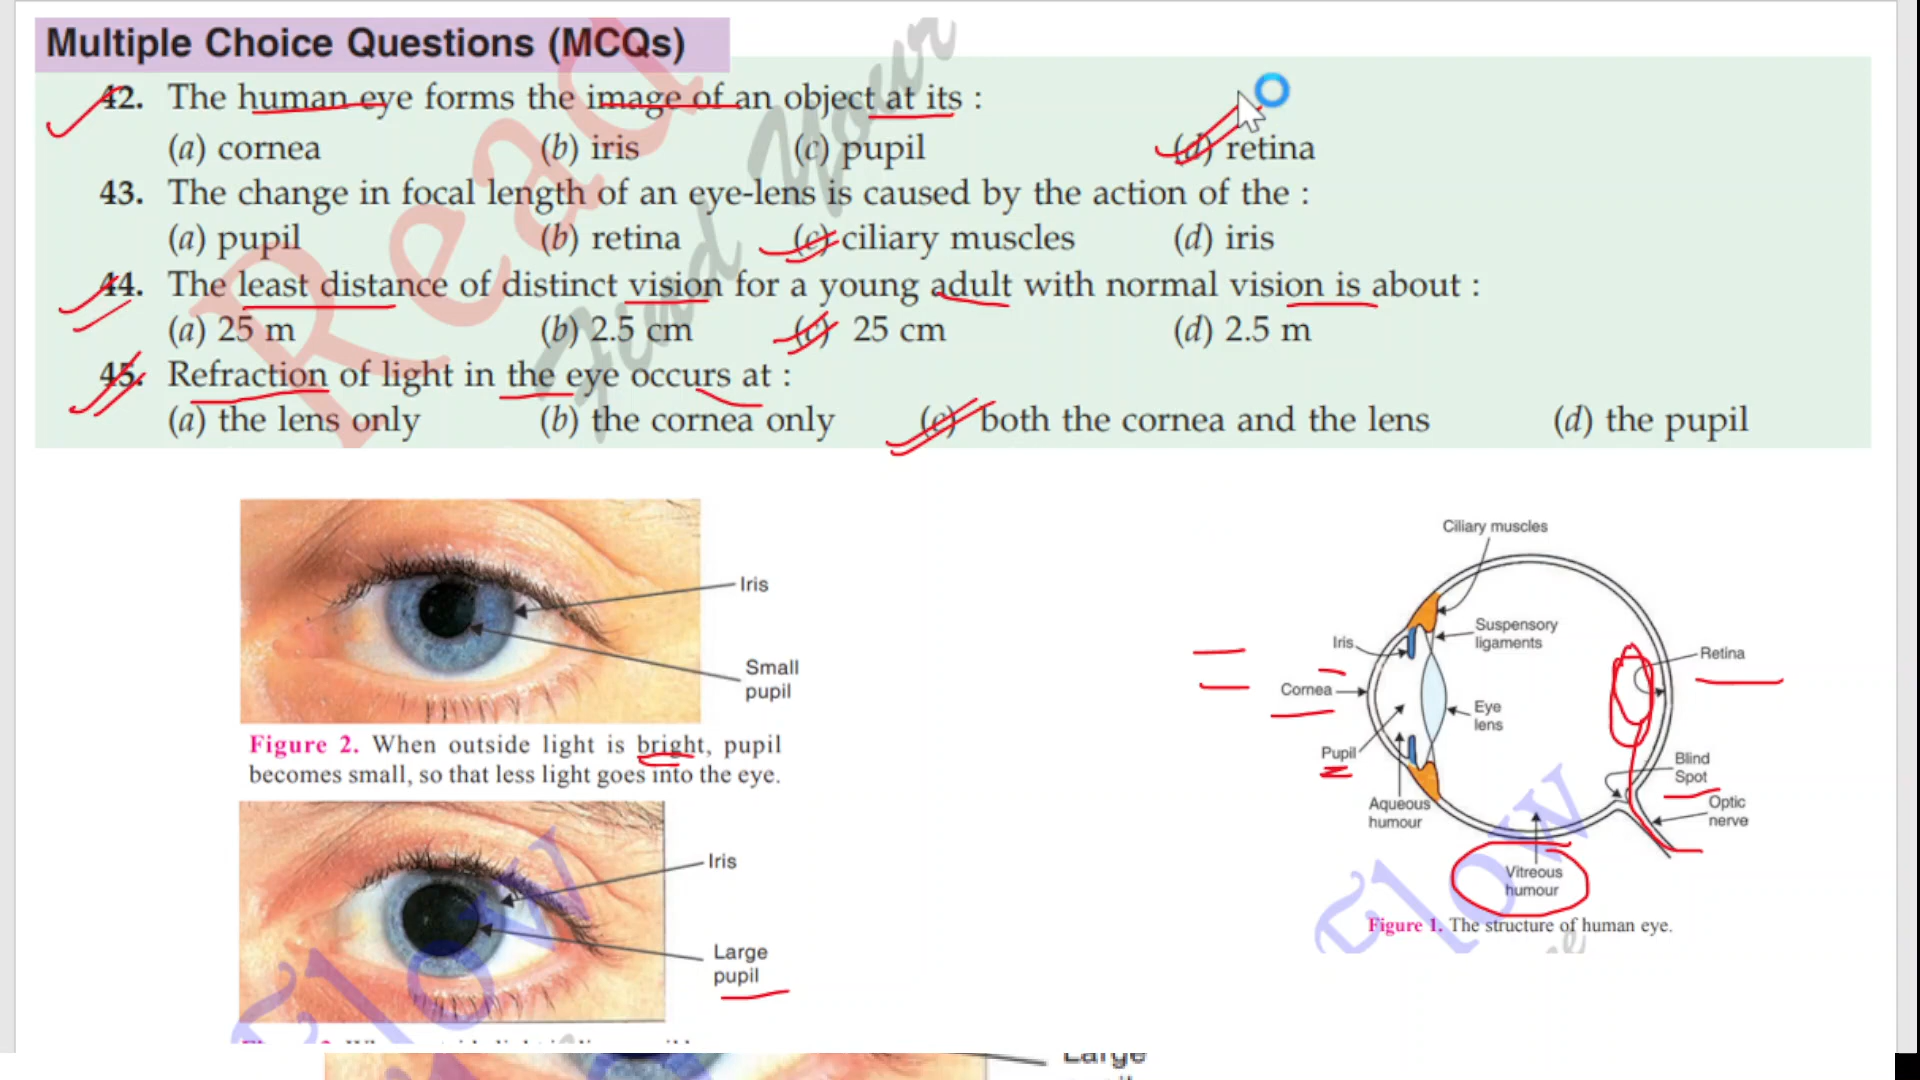 Multiple Choice Questions (MCQs)
42. The human eye forms the image of an object at its :
(a) cornea (b) iris (c) pupil (d) retina
43. The change in focal length of an eye-lens is caused by the action of the :
(a) pupil (b) retina (c) ciliary muscles (d) iris
44. The least distance of distinct vision for a young adult with normal vision is about :
(a) 25 m (b) 2.5 cm (c) 25 cm (d) 2.5 m
45. Refraction of light in the eye occurs at :
(a) the lens only (b) the cornea only (c) both the cornea and the lens (d) the pupil
Read
Find Your
Iris
Small
pupil
Figure 2. When outside light is bright, pupil
becomes small, so that less light goes into the eye.
Iris
Large
pupil
Flow
Ciliary muscles
Suspensory
ligaments
Iris
Retina
Cornea
Eye
lens
Pupil
Blind
Spot
Aqueous
humour
Optic
nerve
Vitreous
humour
Flow
Figure 1. The structure of human eye.
Large